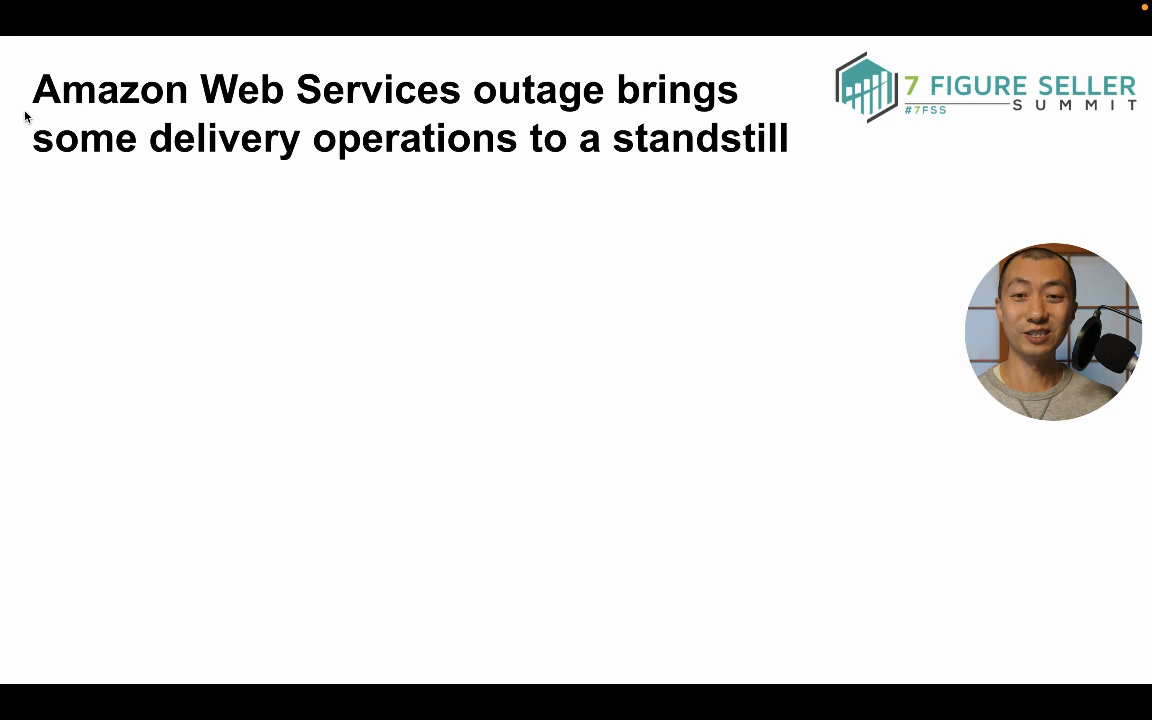 Amazon Web Services outage brings
some delivery operations to a standstill
7 FIGURE SELLER
#7FSS SUMMIT